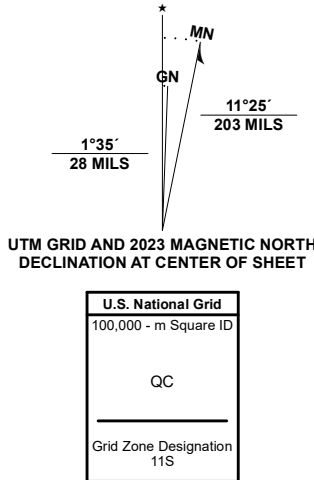 ★
MN
GN
11°25´
203 MILS
1°35´
28 MILS
UTM GRID AND 2023 MAGNETIC NORTH
DECLINATION AT CENTER OF SHEET
U.S. National Grid
100,000 - m Square ID
QC
Grid Zone Designation
11S